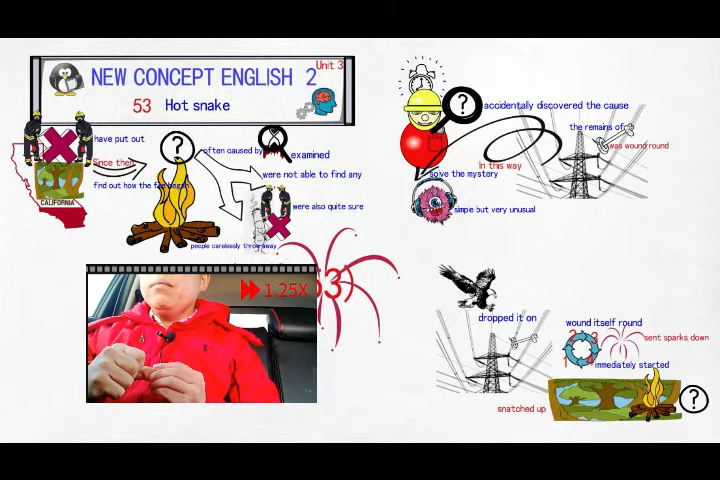 Unit 3
NEW CONCEPT ENGLISH 2
53 Hot snake
have put out
Since then
find out how the fire began
CALIFORNIA
?
often caused by
examined
were not able to find any
were also quite sure
people carelessly throw away
3)
1.25X
?
accidentally discovered the cause
the remains of
was wound round
In this way
solve the mystery
simple but very unusual
dropped it on
wound itself round
sent sparks down
immediately started
snatched up
?